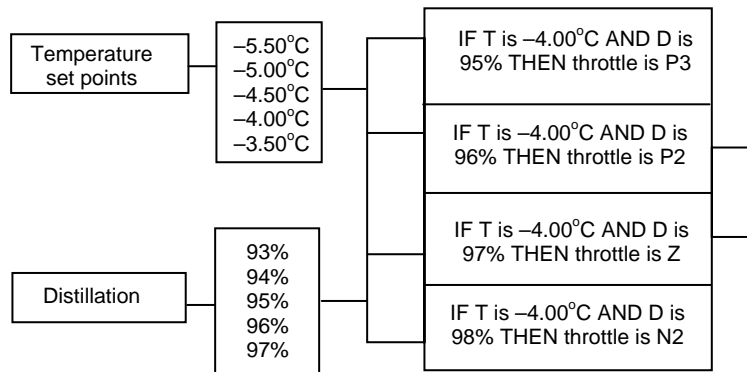 Temperature
set points
–5.50°C
–5.00°C
–4.50°C
–4.00°C
–3.50°C
IF T is –4.00°C AND D is
95% THEN throttle is P3
IF T is –4.00°C AND D is
96% THEN throttle is P2
IF T is –4.00°C AND D is
97% THEN throttle is Z
IF T is –4.00°C AND D is
98% THEN throttle is N2
Distillation
93%
94%
95%
96%
97%